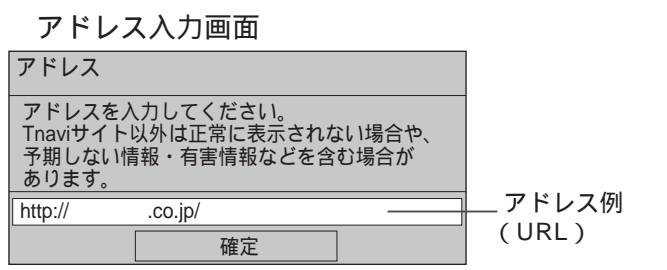 アドレス入力画面
アドレス
アドレスを入力してください。
Tnaviサイト以外は正常に表示されない場合や、
予期しない情報・有害情報などを含む場合が
あります。
http://　　　.co.jp/
アドレス例
（URL）
確定